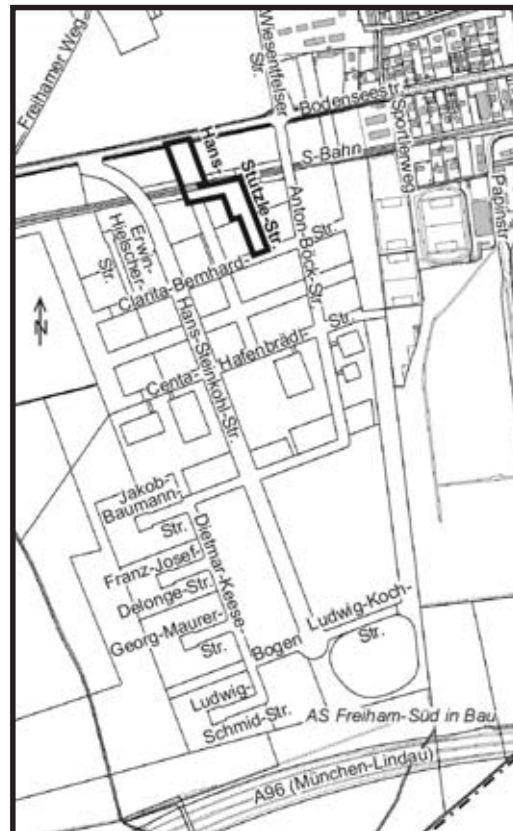 Freihamer Weg
Wiesentfelser
Str.
Bodenseestr.
Hans-
Stützle-Str.
S-Bahn
Sportlerweg
Papinstr.
Erwin-
Hielscher-
Str.
Clarita-Bernhard-
Str.
Anton-Böck-Str.
N
Hans-Steinkohl-Str.
Centa-
Hafenbrädl-
Str.
Jakob-
Baumann-
Str.
Franz-Josef-
Delonge-Str.
Dietmar-Keese-
Bogen
Georg-Maurer-
Str.
Ludwig-Koch-
Str.
Ludwig-
Schmid-Str.
AS Freiham-Süd in Bau
A96 (München-Lindau)